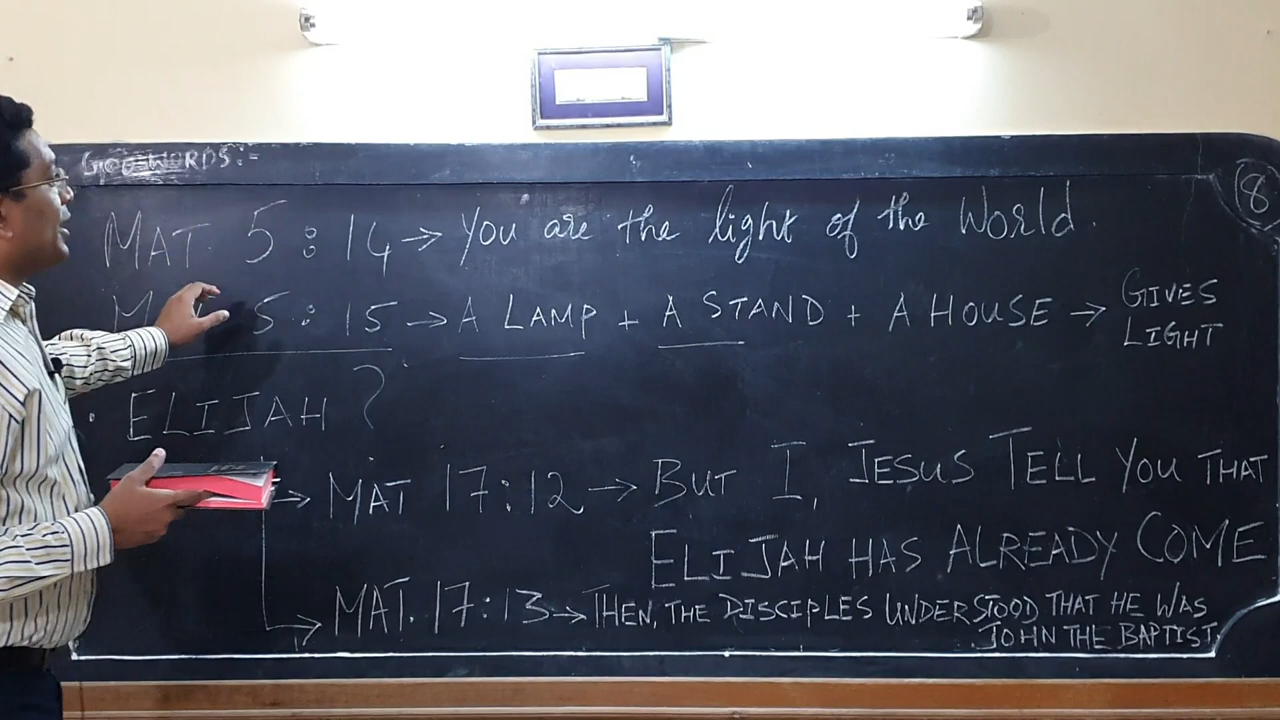 GOD WORDS:-
8
MAT. 5:14 → You are the light of the World.
5:15 → A LAMP + A STAND + A HOUSE → GIVES LIGHT
ELIJAH ?
→ MAT 17:12 → BUT I, JESUS TELL YOU THAT
ELIJAH HAS ALREADY COME
→ MAT. 17:13 → THEN, THE DISCIPLES UNDERSTOOD THAT HE WAS
JOHN THE BAPTIST.